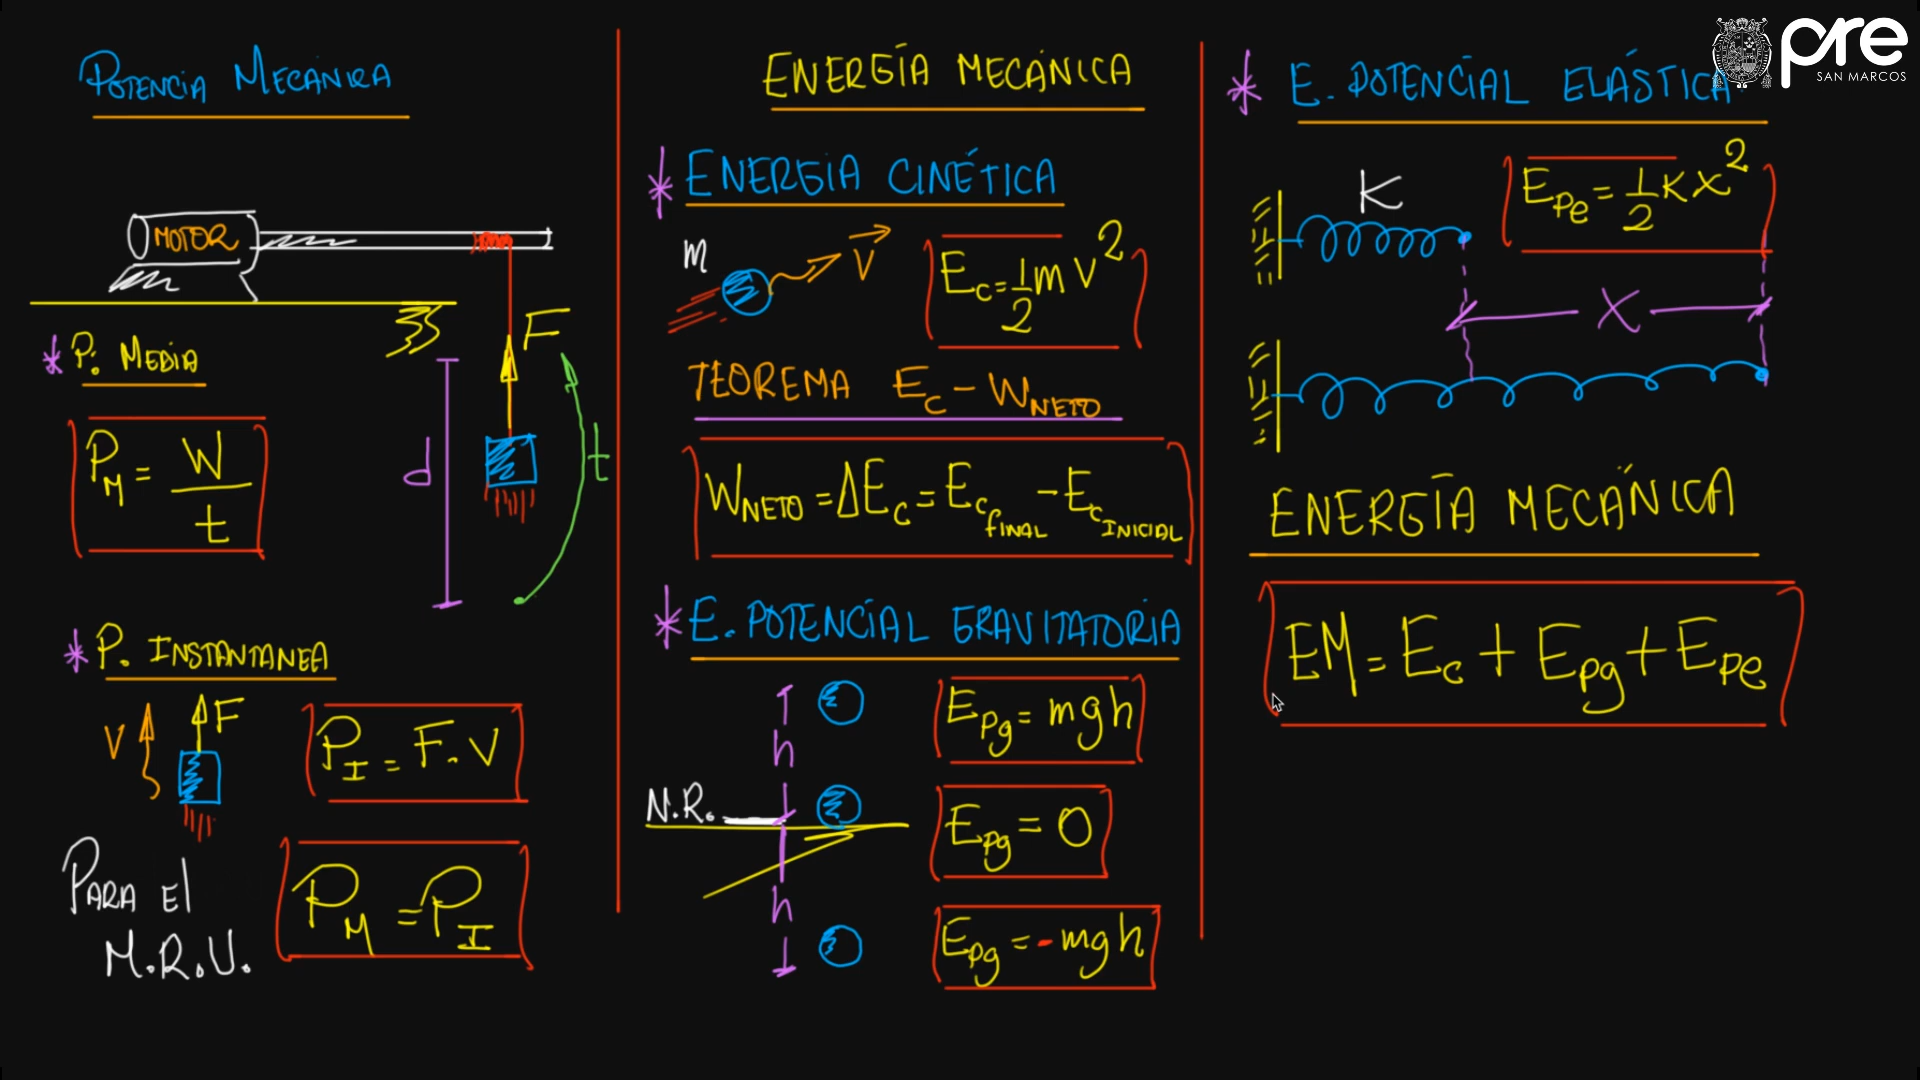 POTENCIA MECÁNICA
MOTOR
F
* P. MEDIA
d
t
P_M = W/t
* P. INSTANTANEA
V
F
P_I = F.V
PARA El
M.R.U.
P_M = P_I
ENERGÍA MECÁNICA
* ENERGIA CINÉTICA
m
V
E_C = 1/2 m V^2
TEOREMA E_C - W_NETO
W_NETO = ΔE_C = E_C FINAL - E_C INICIAL
* E. POTENCIAL GRAVITATORIA
h
E_Pg = mgh
N.R.
E_Pg = 0
h
E_Pg = -mgh
* E. POTENCIAL ELÁSTICA
K
E_Pe = 1/2 K X^2
X
ENERGÍA MECÁNICA
EM = E_C + E_Pg + E_Pe
pre
SAN MARCOS